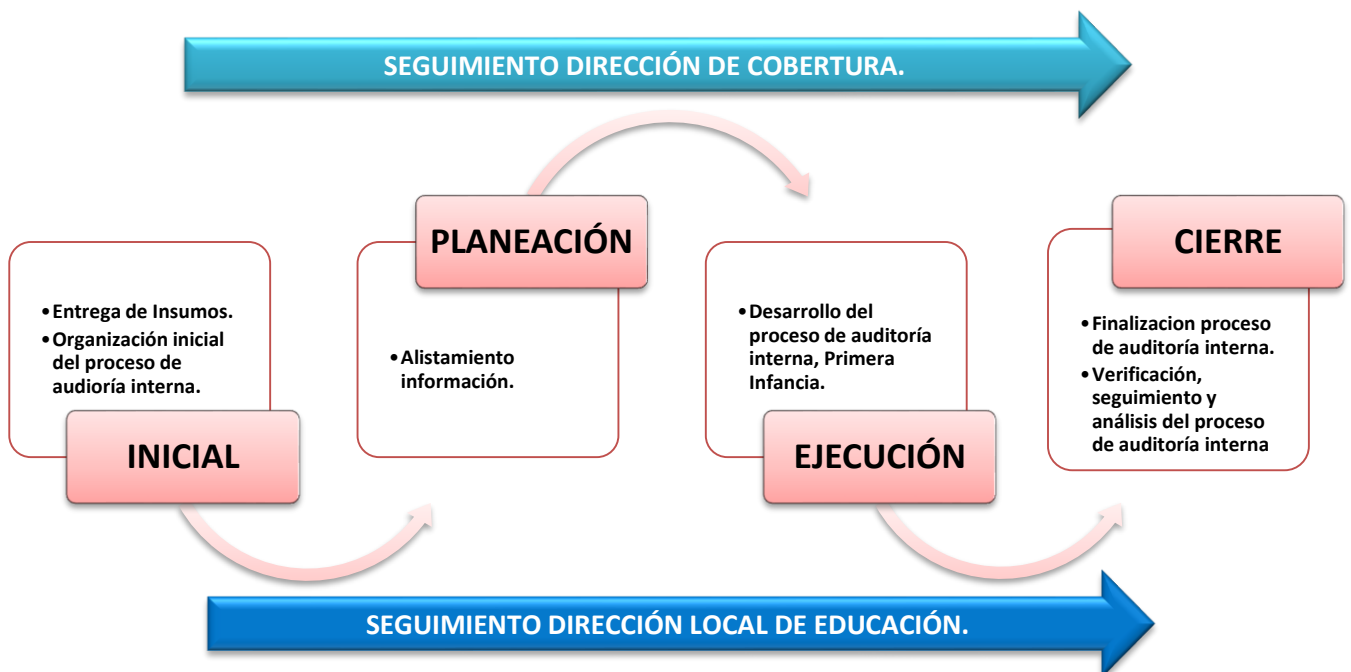 SEGUIMIENTO DIRECCIÓN DE COBERTURA.
•Entrega de Insumos.
•Organización inicial
del proceso de
audioría interna.
INICIAL
PLANEACIÓN
•Alistamiento
información.
•Desarrollo del
proceso de auditoría
interna, Primera
Infancia.
EJECUCIÓN
CIERRE
•Finalizacion proceso
de auditoría interna.
•Verificación,
seguimiento y
análisis del proceso
de auditoría interna
SEGUIMIENTO DIRECCIÓN LOCAL DE EDUCACIÓN.